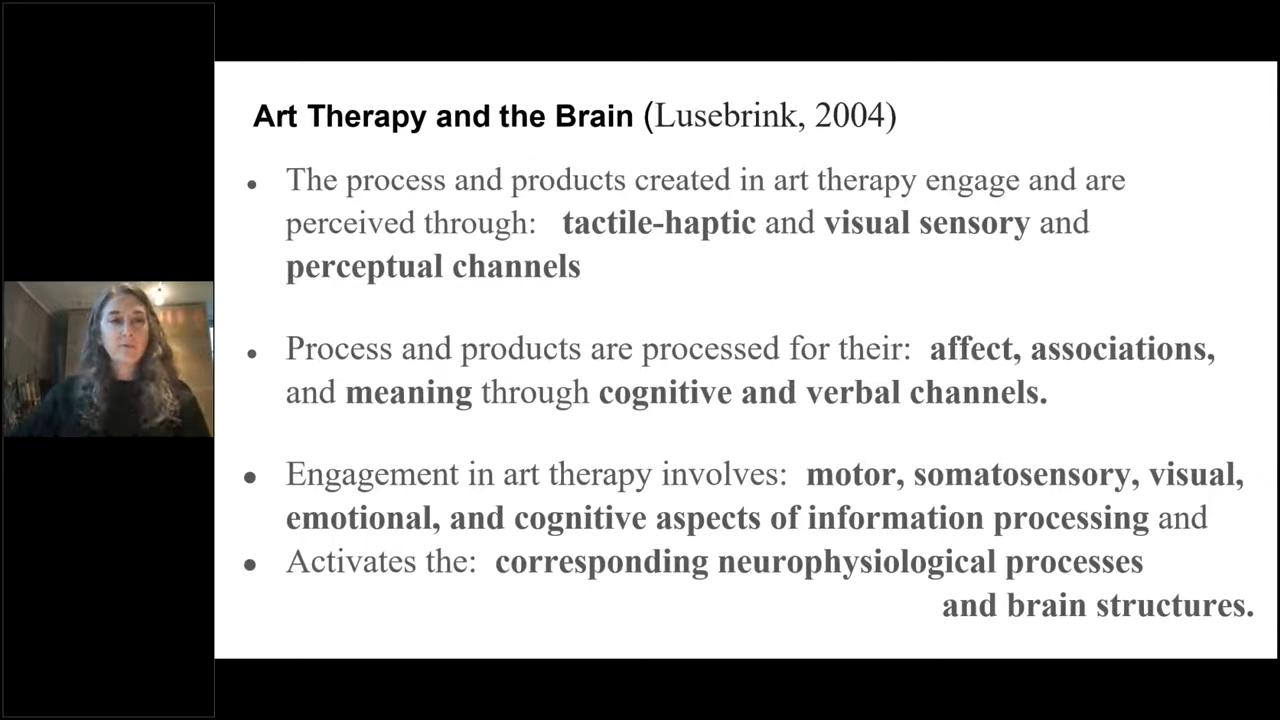 Art Therapy and the Brain (Lusebrink, 2004)
• The process and products created in art therapy engage and are
perceived through: tactile-haptic and visual sensory and
perceptual channels
• Process and products are processed for their: affect, associations,
and meaning through cognitive and verbal channels.
• Engagement in art therapy involves: motor, somatosensory, visual,
emotional, and cognitive aspects of information processing and
• Activates the: corresponding neurophysiological processes
and brain structures.